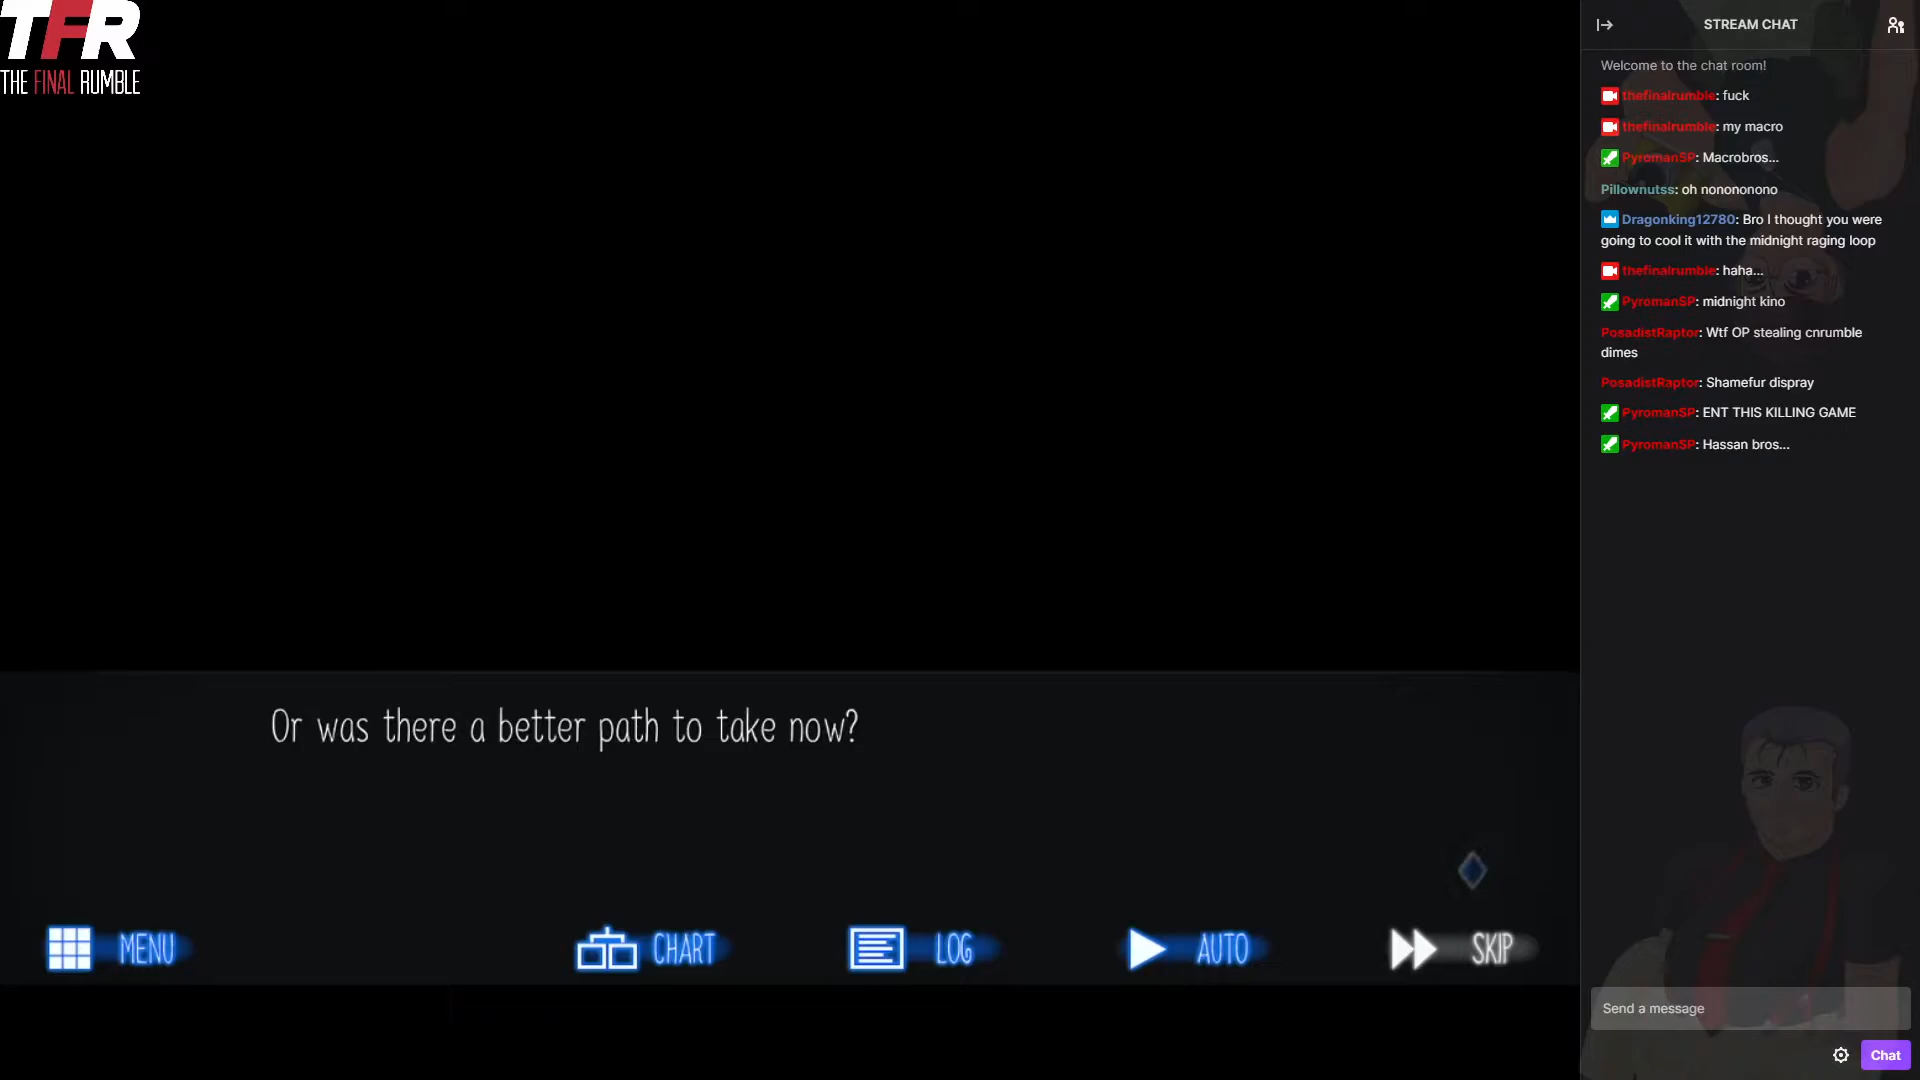 TFR
THE FINAL RUMBLE
STREAM CHAT
Welcome to the chat room!
thefinalrumble: fuck
thefinalrumble: my macro
PyromanSP: Macrobros...
Pillownutss: oh nonononono
Dragonking12780: Bro I thought you were
going to cool it with the midnight raging loop
thefinalrumble: haha...
PyromanSP: midnight kino
PosadistRaptor: Wtf OP stealing cnrumble
dimes
PosadistRaptor: Shamefur dispray
PyromanSP: ENT THIS KILLING GAME
PyromanSP: Hassan bros...
Or was there a better path to take now?
MENU
CHART
LOG
AUTO
SKIP
Send a message
Chat